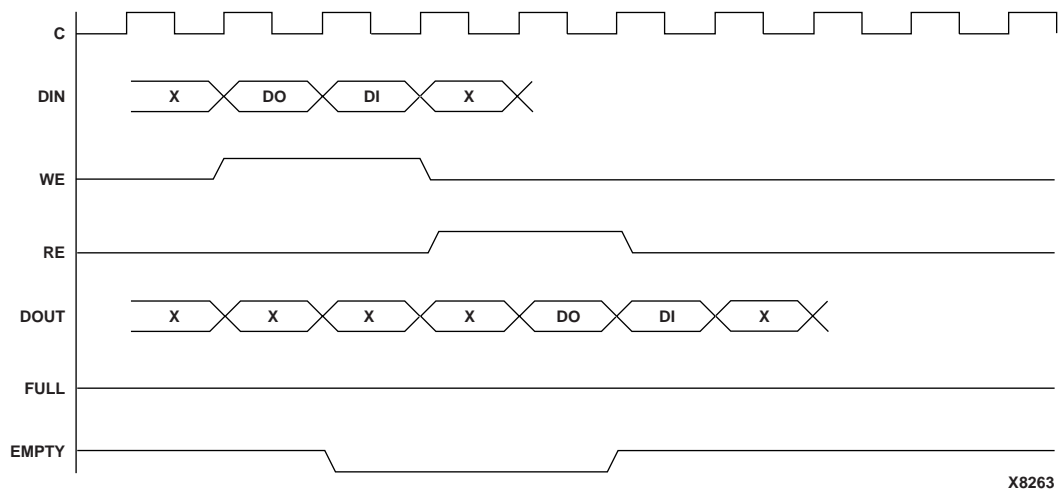 C
DIN X DO DI X
WE
RE
DOUT X X X X DO DI X
FULL
EMPTY
X8263